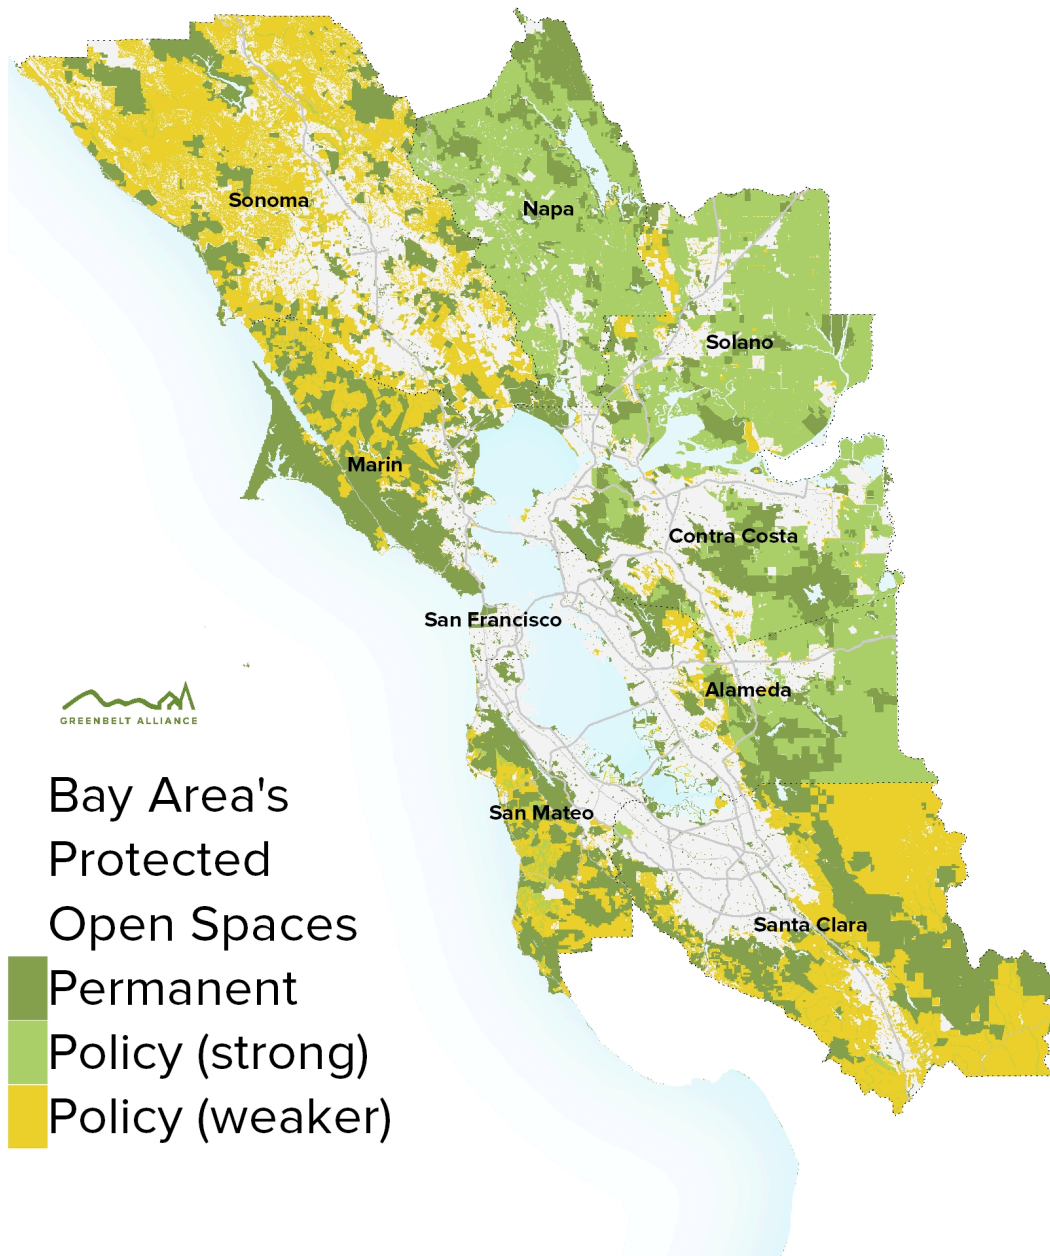 Sonoma
Napa
Solano
Marin
Contra Costa
San Francisco
Alameda
GREENBELT ALLIANCE
Bay Area's
Protected
Open Spaces
Permanent
Policy (strong)
Policy (weaker)
San Mateo
Santa Clara